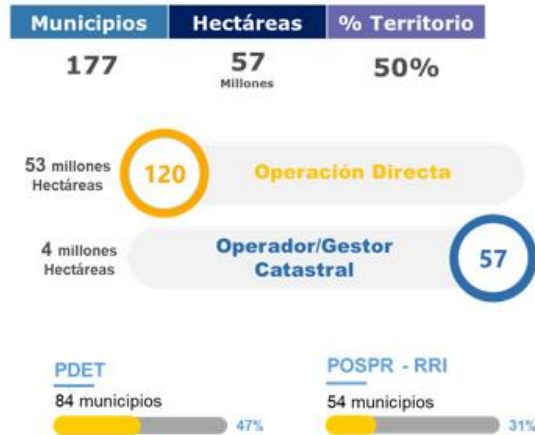 Municipios Hectáreas % Territorio
177 57 50%
Millones
53 millones
Hectáreas
120
Operación Directa
4 millones
Hectáreas
Operador/Gestor
Catastral
57
PDET
84 municipios
47%
POSPR - RRI
54 municipios
31%